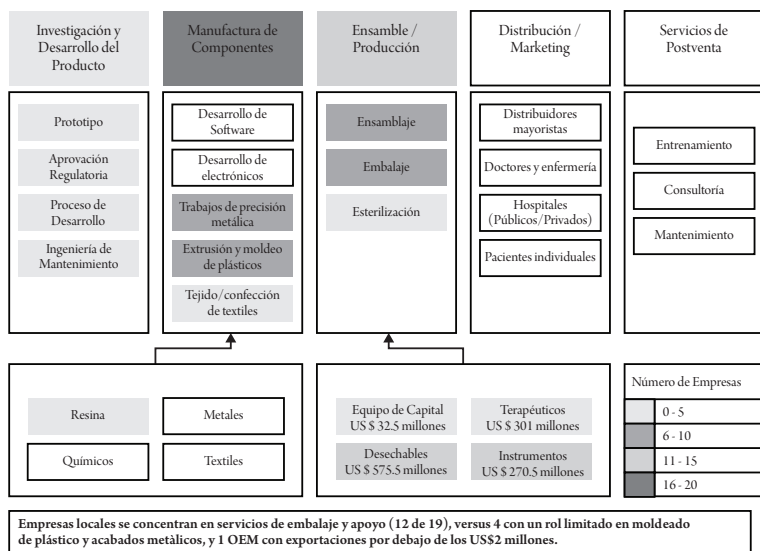 Investigación y
Desarrollo del
Producto
Manufactura de
Componentes
Ensamble /
Producción
Distribución /
Marketing
Servicios de
Postventa
Prototipo
Aprovación
Regulatoria
Proceso de
Desarrollo
Ingeniería de
Mantenimiento
Desarrollo de
Software
Desarrollo de
electrónicos
Trabajos de precisión
metálica
Extrusión y moldeo
de plásticos
Tejido/confección
de textiles
Ensamblaje
Embalaje
Esterilización
Distribuidores
mayoristas
Doctores y enfermería
Hospitales
(Públicos/Privados)
Pacientes individuales
Entrenamiento
Consultoría
Mantenimiento
Resina
Metales
Químicos
Textiles
Equipo de Capital
US $ 32.5 millones
Terapéuticos
US $ 301 millones
Desechables
US $ 575.5 millones
Instrumentos
US $ 270.5 millones
Número de Empresas
0 - 5
6 - 10
11 - 15
16 - 20
Empresas locales se concentran en servicios de embalaje y apoyo (12 de 19), versus 4 con un rol limitado en moldeado
de plástico y acabados metàlicos, y 1 OEM con exportaciones por debajo de los US$2 millones.